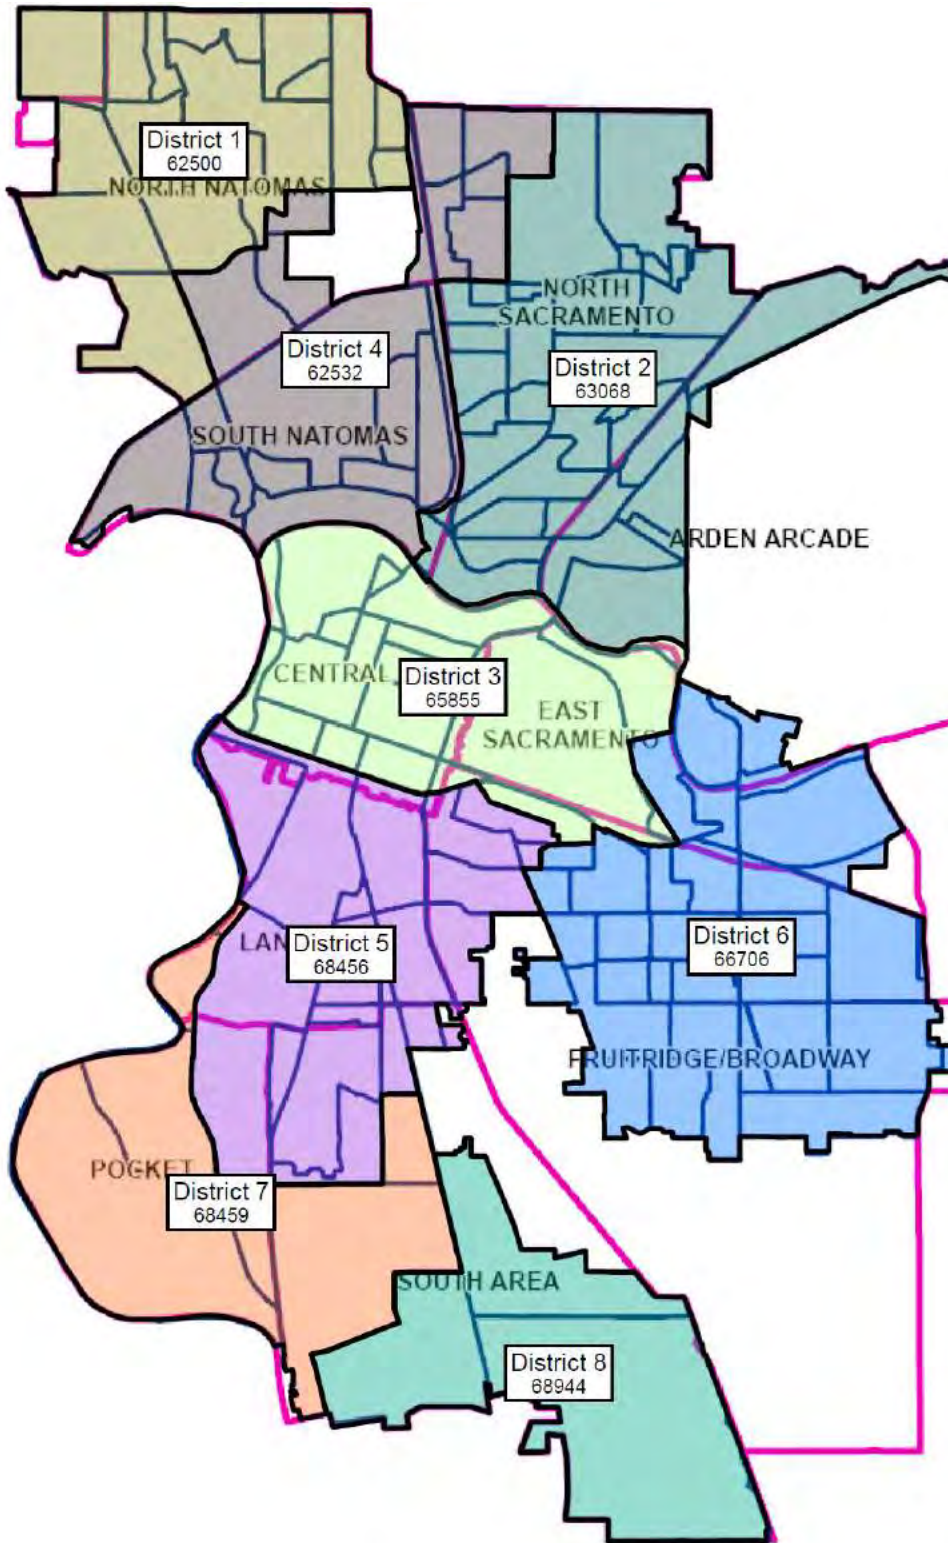 District 1
62500
NORTH NATOMAS
NORTH
SACRAMENTO
District 4
62532
District 2
63068
SOUTH NATOMAS
ARDEN ARCADE
CENTRAL
District 3
65855
EAST
SACRAMENTO
LAN
District 5
68456
District 6
66706
FRUITRIDGE/BROADWAY
POCKET
District 7
68459
SOUTH AREA
District 8
68944